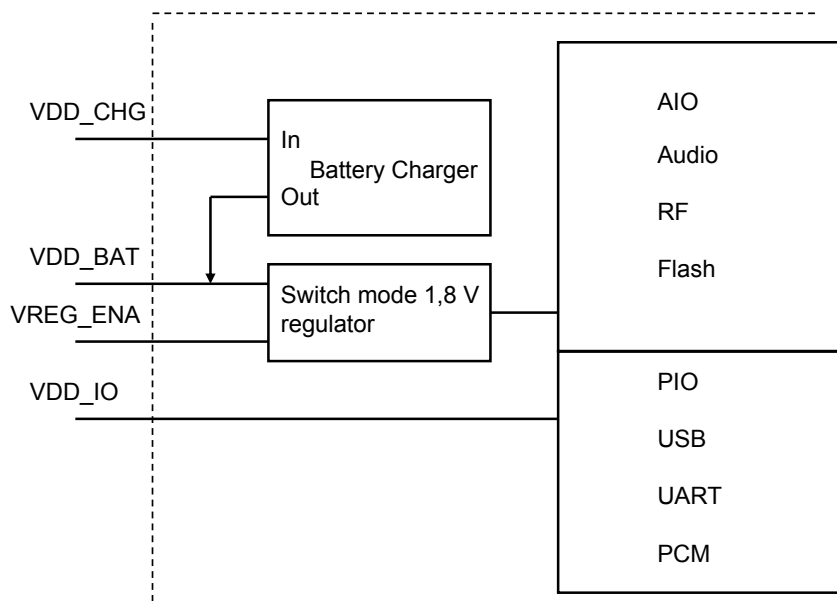 VDD_CHG
In
Battery Charger
Out
VDD_BAT
VREG_ENA
Switch mode 1,8 V
regulator
VDD_IO
AIO
Audio
RF
Flash
PIO
USB
UART
PCM